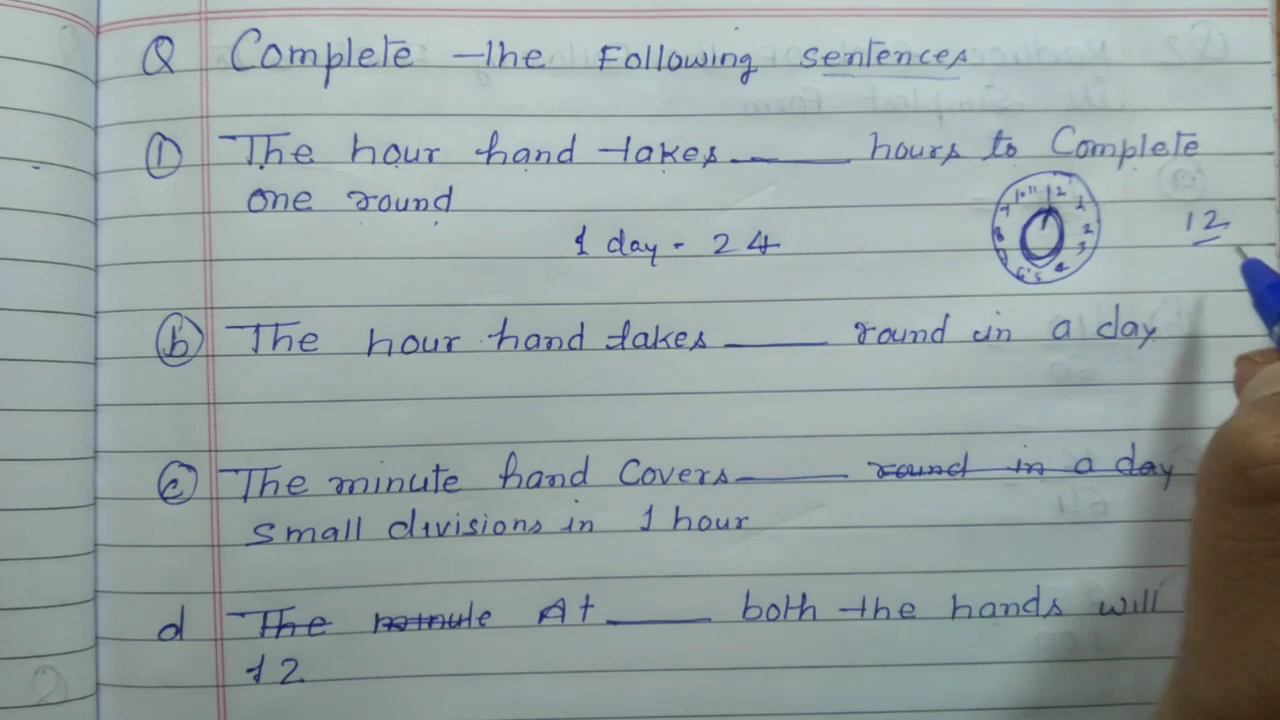 Q Complete the Following sentences
① The hour hand takes ____ hours to Complete
one round
12
1 day - 24
ⓑ The hour hand takes ____ round in a day
ⓒ The minute hand Covers ____ round in a day
small divisions in 1 hour
d The minute At ____ both the hands will
12